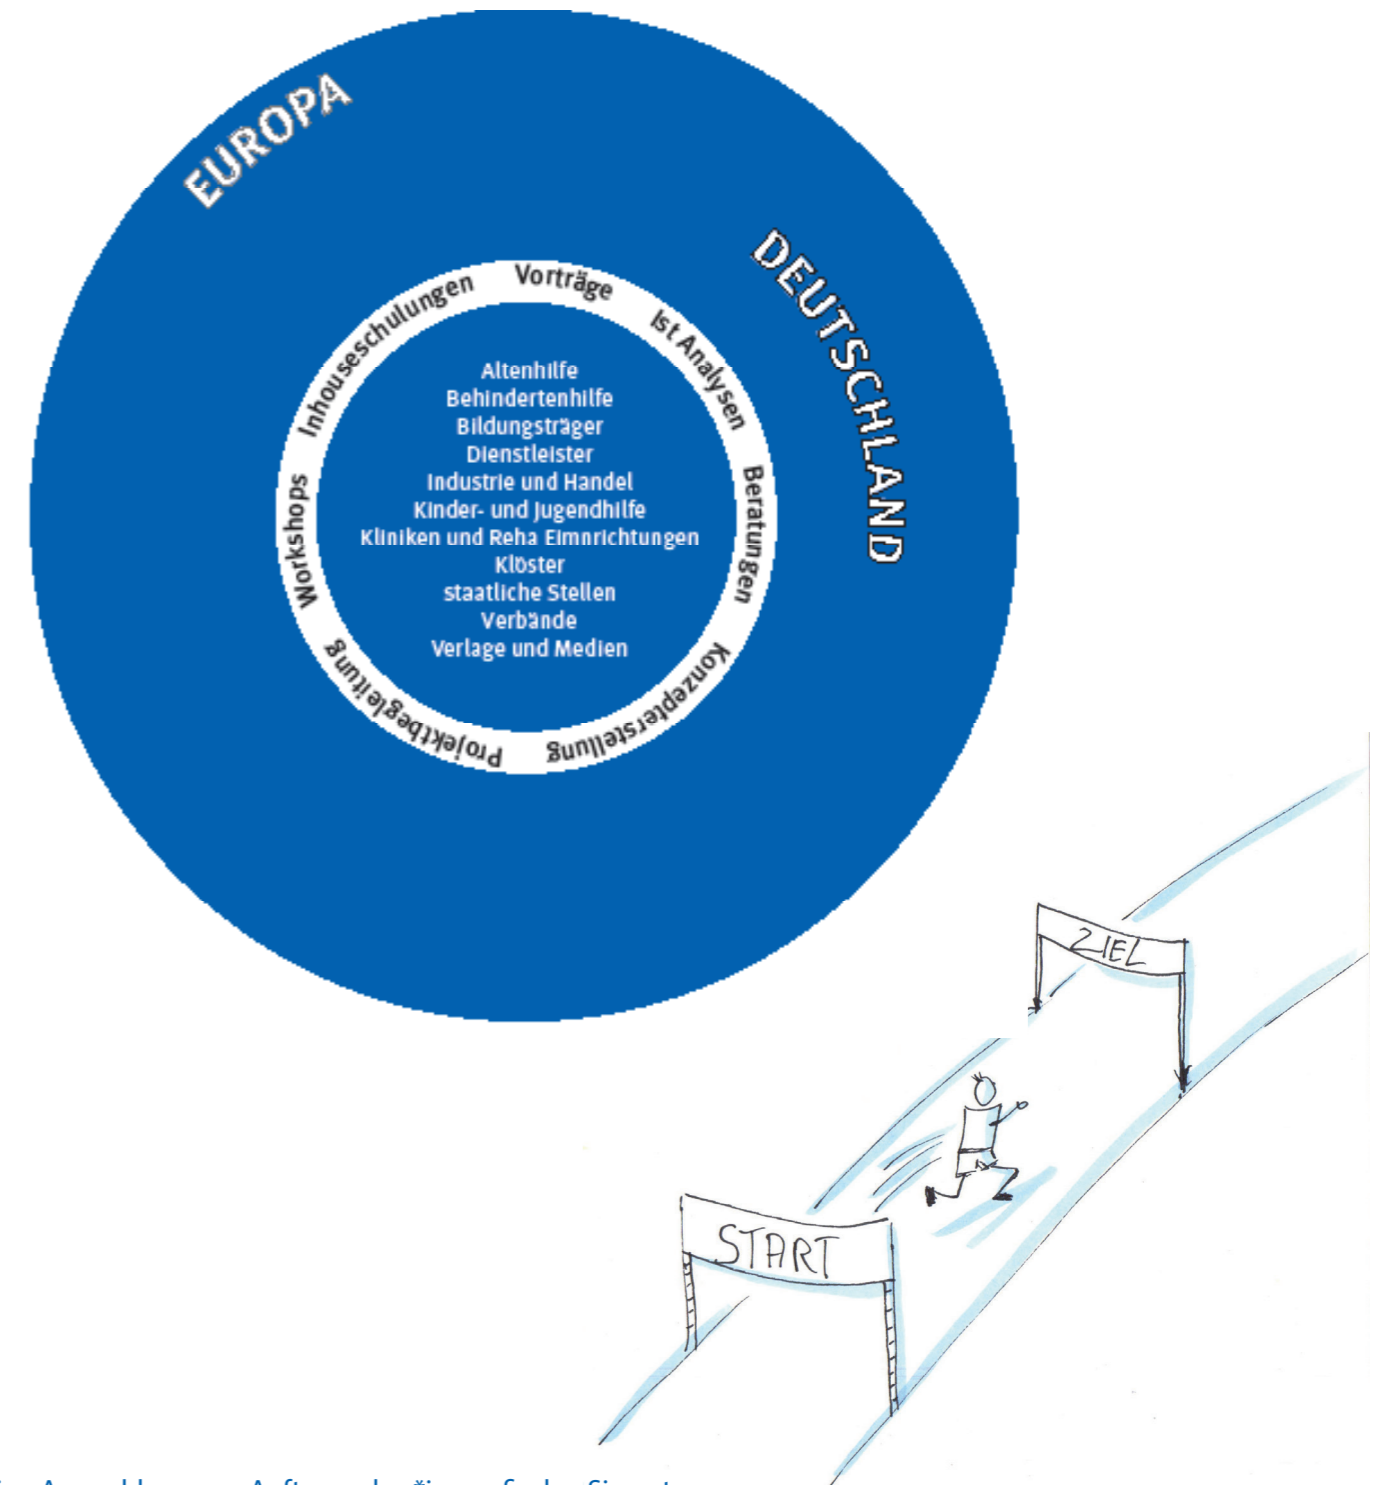 EUROPA
DEUTSCHLAND
Vorträge
Ist Analysen
Beratungen
Konzepterstellung
Projektbegleitung
Workshops
Inhouseschulungen
Altenhilfe
Behindertenhilfe
Bildungsträger
Dienstleister
Industrie und Handel
Kinder- und Jugendhilfe
Kliniken und Reha Eimnrichtungen
Klöster
staatliche Stellen
Verbände
Verlage und Medien
ZIEL
START